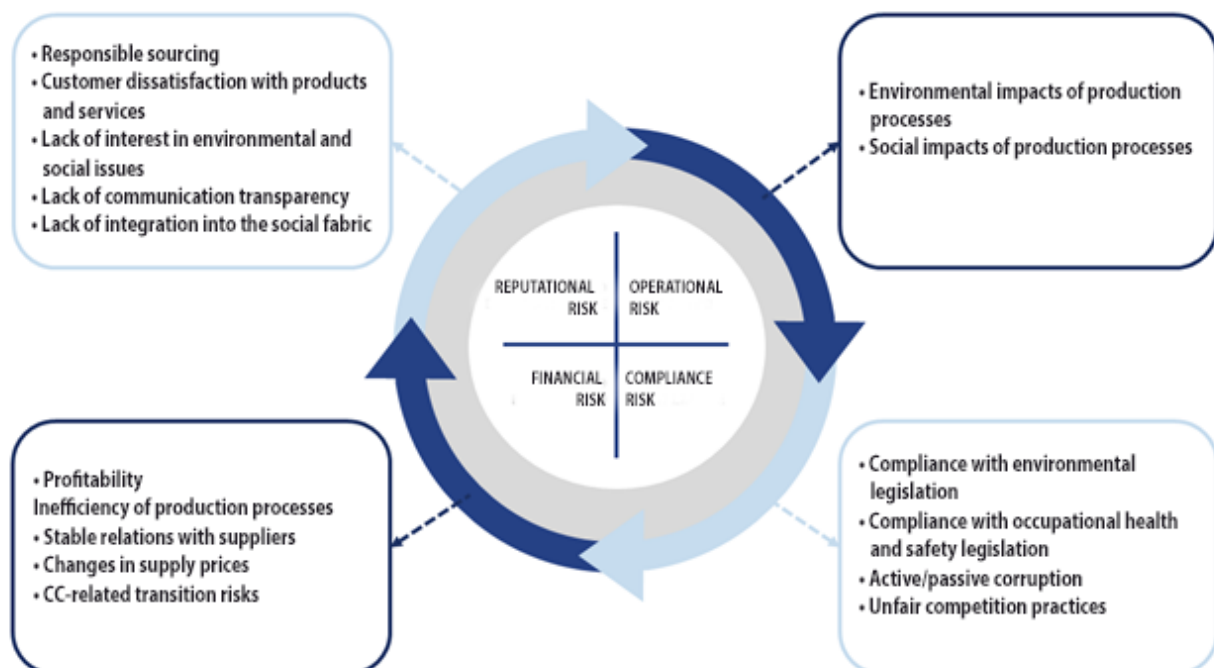 • Responsible sourcing
• Customer dissatisfaction with products
and services
• Lack of interest in environmental and
social issues
• Lack of communication transparency
• Lack of integration into the social fabric
• Environmental impacts of production
processes
• Social impacts of production processes
REPUTATIONAL
RISK
OPERATIONAL
RISK
FINANCIAL
RISK
COMPLIANCE
RISK
• Profitability
Inefficiency of production processes
• Stable relations with suppliers
• Changes in supply prices
• CC-related transition risks
• Compliance with environmental
legislation
• Compliance with occupational health
and safety legislation
• Active/passive corruption
• Unfair competition practices